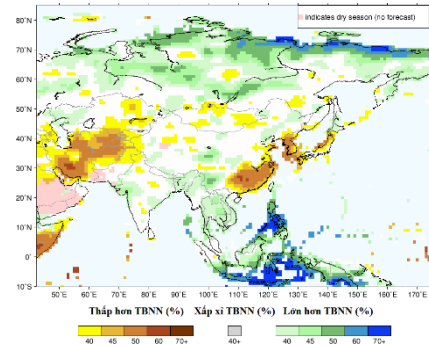 indicates dry season (no forecast)
80°N
70°N
60°N
50°N
40°N
30°N
20°N
10°N
0°
10°S
50°E 60°E 70°E 80°E 90°E 100°E 110°E 120°E 130°E 140°E 150°E 160°E 170°E
Thấp hơn TBNN (%) Xấp xỉ TBNN (%) Lớn hơn TBNN (%)
40 45 50 60 70+ 40+ 40 45 50 60 70+